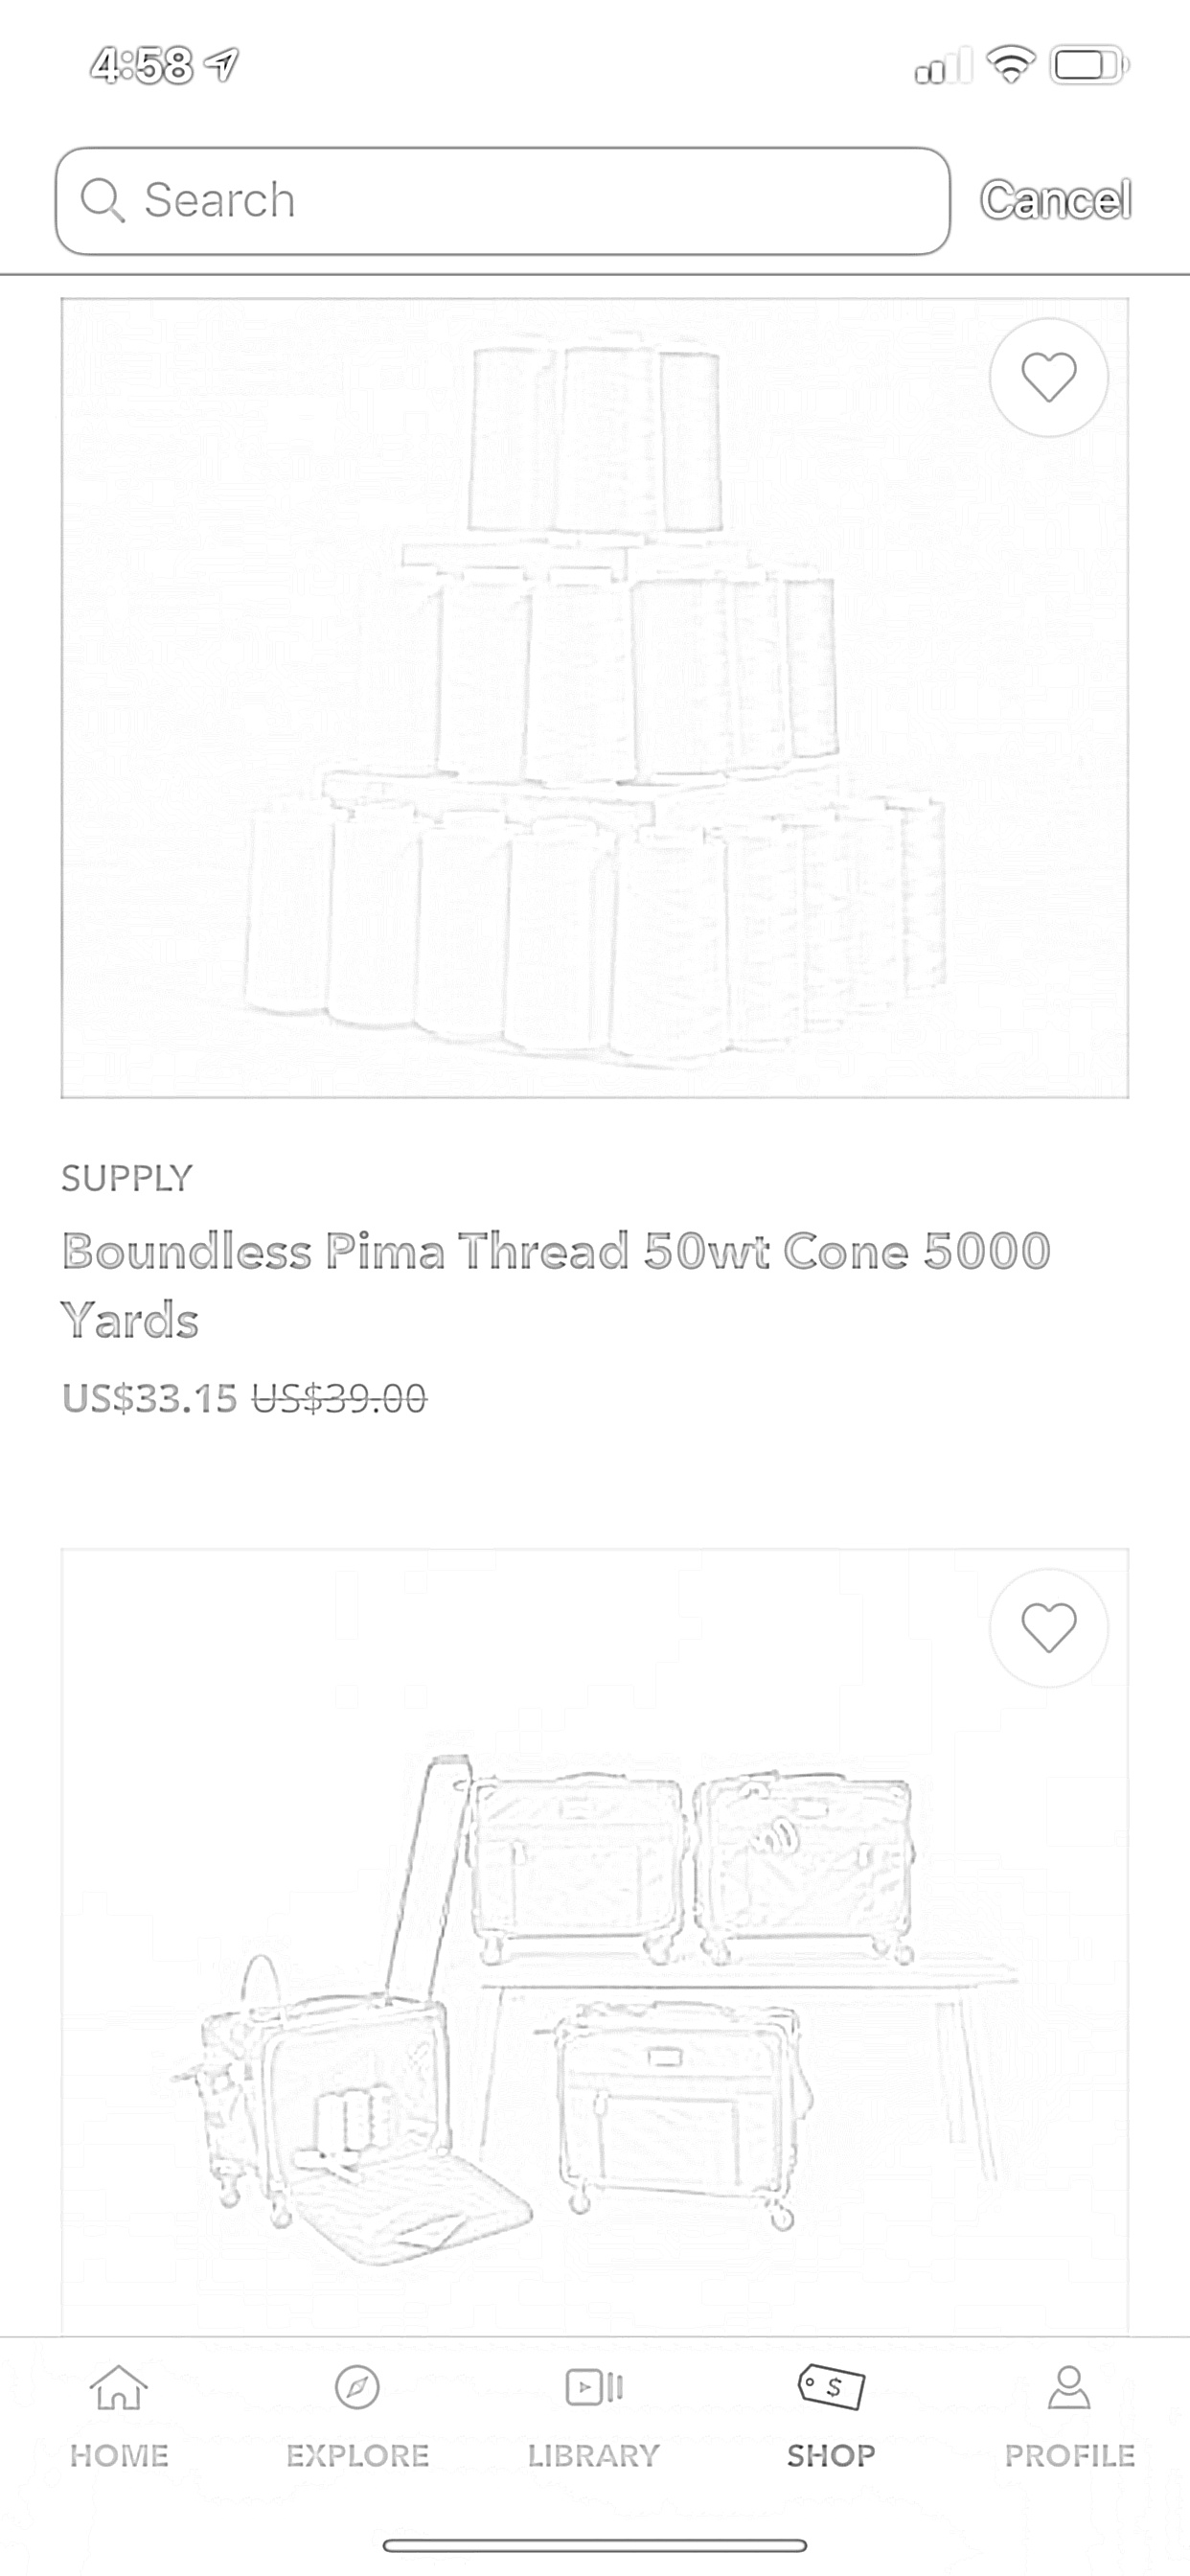 4:58
Search
Cancel
SUPPLY
Boundless Pima Thread 50wt Cone 5000
Yards
US$33.15 US$39.00
HOME
EXPLORE
LIBRARY
SHOP
PROFILE